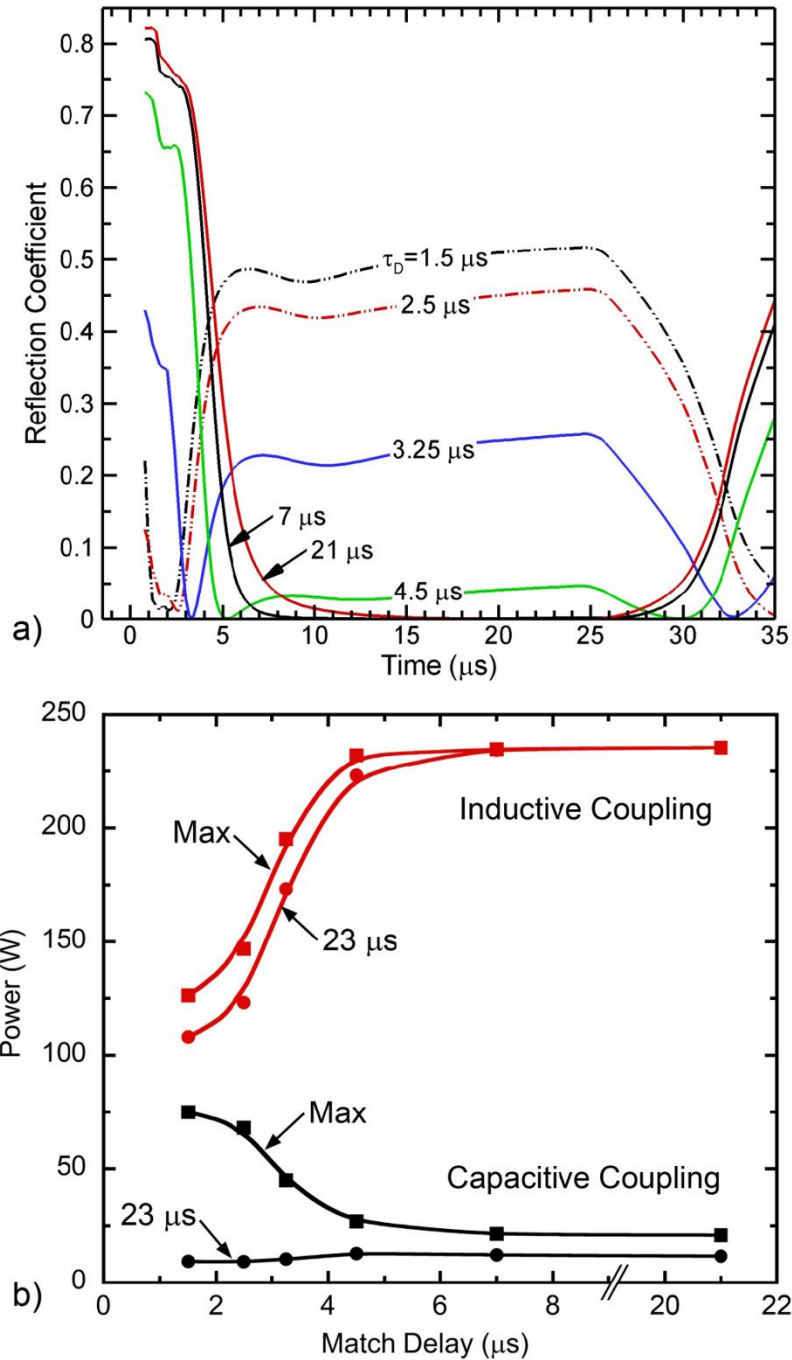 0.8
0.7
0.6
0.5
0.4
0.3
0.2
0.1
0
Reflection Coefficient
τD=1.5 μs
2.5 μs
3.25 μs
7 μs
21 μs
4.5 μs
0 5 10 15 20 25 30 35
a)
Time (μs)
250
200
150
100
50
0
Power (W)
Inductive Coupling
Max
23 μs
Max
Capacitive Coupling
23 μs
0 2 4 6 8 20 22
b)
Match Delay (μs)